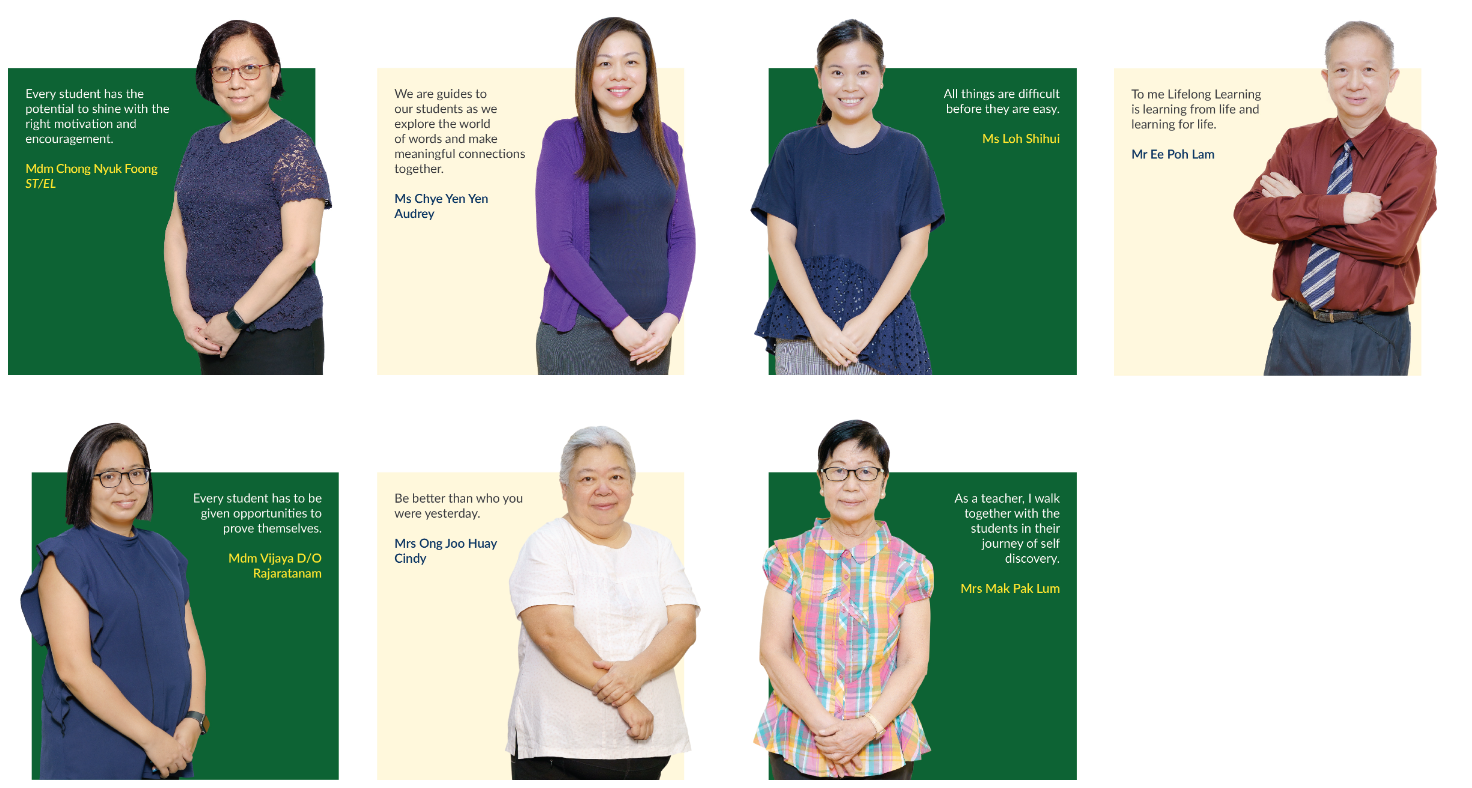 Every student has the
potential to shine with the
right motivation and
encouragement.
Mdm Chong Nyuk Foong
ST/EL
We are guides to
our students as we
explore the world
of words and make
meaningful connections
together.
Ms Chye Yen Yen
Audrey
All things are difficult
before they are easy.
Ms Loh Shihui
To me Lifelong Learning
is learning from life and
learning for life.
Mr Ee Poh Lam
Every student has to be
given opportunities to
prove themselves.
Mdm Vijaya D/O
Rajaratanam
Be better than who you
were yesterday.
Mrs Ong Joo Huay
Cindy
As a teacher, I walk
together with the
students in their
journey of self
discovery.
Mrs Mak Pak Lum